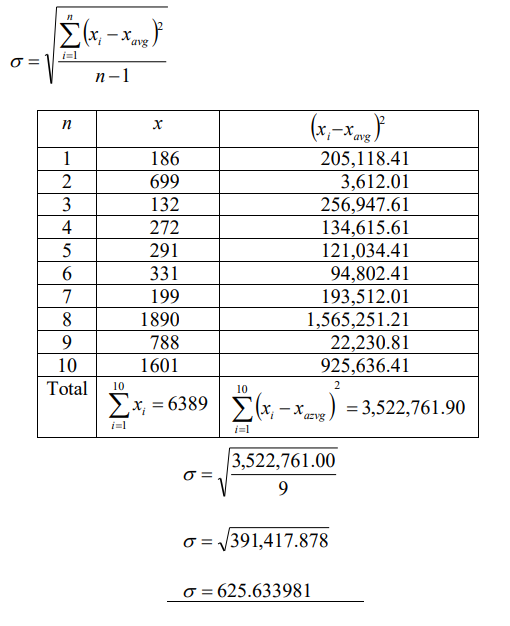 σ = √(∑_{i=1}^{n} (x_i − x_avg)² / n−1)
n x (x_i–x_avg)²
1 186 205,118.41
2 699 3,612.01
3 132 256,947.61
4 272 134,615.61
5 291 121,034.41
6 331 94,802.41
7 199 193,512.01
8 1890 1,565,251.21
9 788 22,230.81
10 1601 925,636.41
Total ∑_{i=1}^{10} x_i = 6389 ∑_{i=1}^{10} (x_i − x_azvg)² = 3,522,761.90
σ = √(3,522,761.00 / 9)
σ = √391,417.878
σ = 625.633981